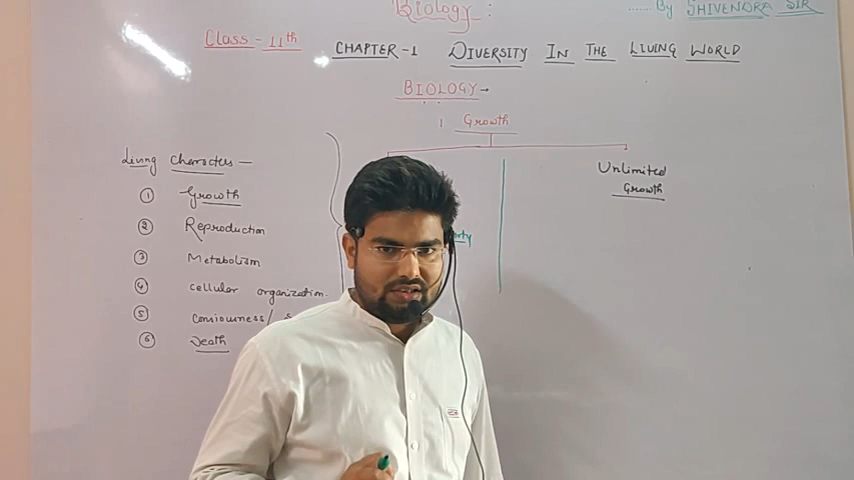 Biology :
...... By SHIVENDRA SIR
Class - 11th
CHAPTER-1 DIVERSITY IN THE LIVING WORLD
BIOLOGY -
Growth
Living characters —
① Growth
② Reproduction
③ Metabolism
④ cellular organization.
⑤ Consiousness/
⑥ Death
Unlimited
Growth